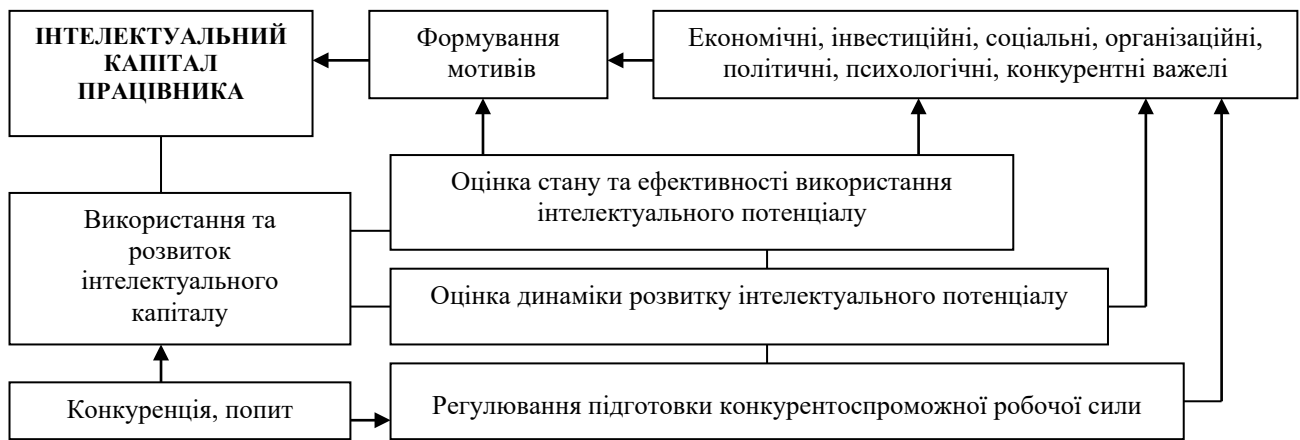 ІНТЕЛЕКТУАЛЬНИЙ
КАПІТАЛ
ПРАЦІВНИКА
Формування
мотивів
Економічні, інвестиційні, соціальні, організаційні,
політичні, психологічні, конкурентні важелі
Оцінка стану та ефективності використання
інтелектуального потенціалу
Використання та
розвиток
інтелектуального
капіталу
Оцінка динаміки розвитку інтелектуального потенціалу
Конкуренція, попит
Регулювання підготовки конкурентоспроможної робочої сили